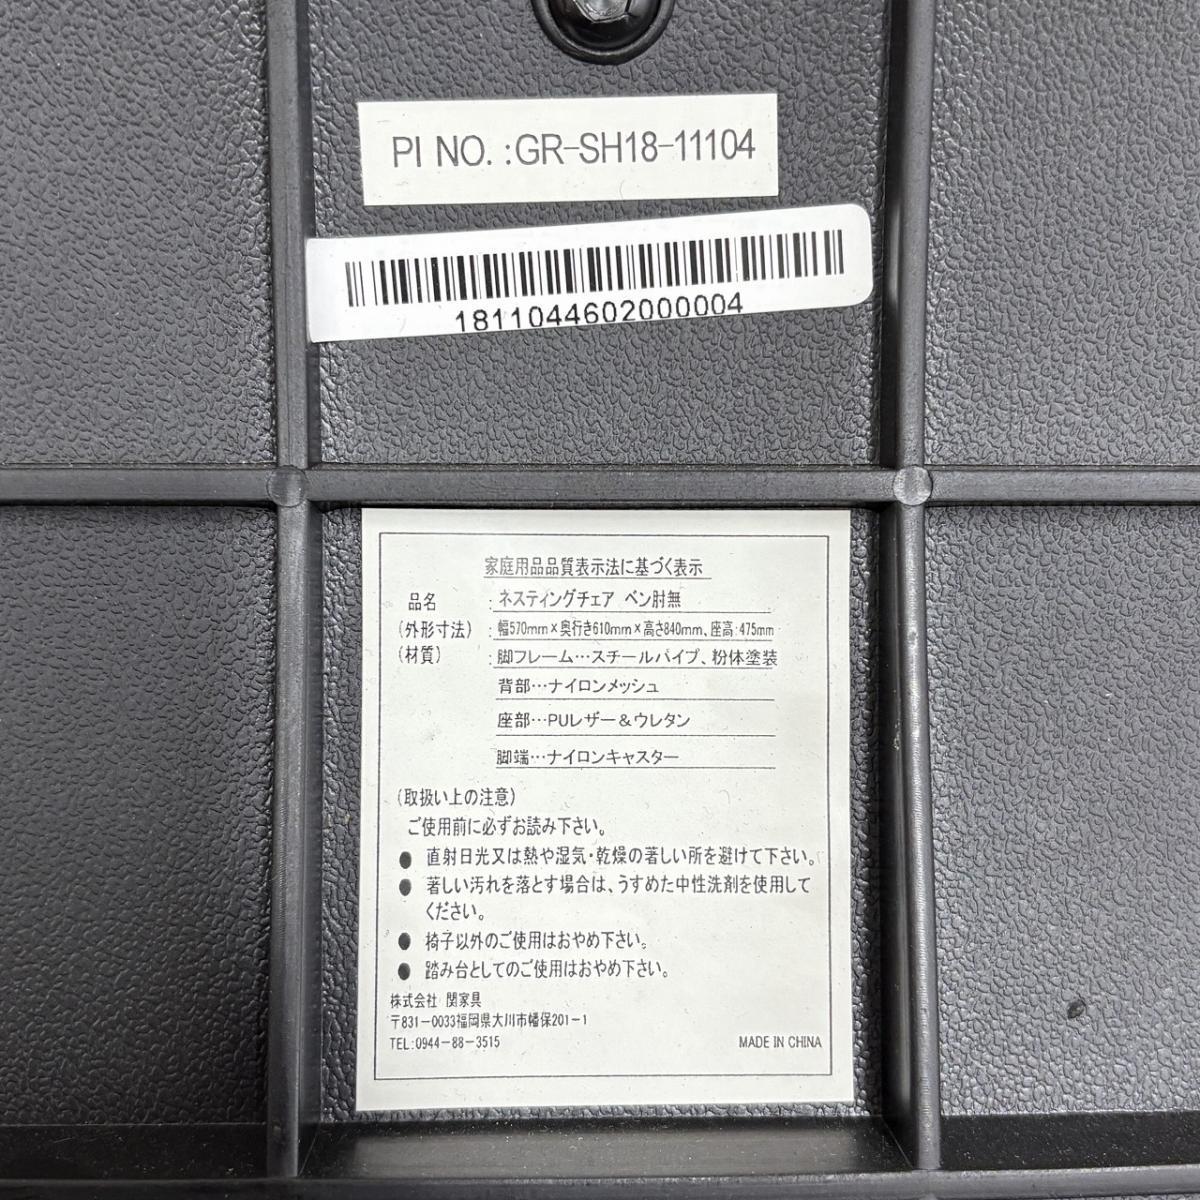 PI NO. :GR-SH18-11104
1811044602000004
家庭用品品質表示法に基づく表示
品名 : ネスティングチェア ベン肘無
(外形寸法) : 幅570mm×奥行き610mm×高さ840mm、座高:475mm
(材質) : 脚フレーム…スチールパイプ、粉体塗装
背部…ナイロンメッシュ
座部…PUレザー&ウレタン
脚端…ナイロンキャスター
(取扱い上の注意)
ご使用前に必ずお読み下さい。
● 直射日光又は熱や湿気・乾燥の著しい所を避けて下さい。
● 著しい汚れを落とす場合は、うすめた中性洗剤を使用して
ください。
● 椅子以外のご使用はおやめ下さい。
● 踏み台としてのご使用はおやめ下さい。
株式会社 関家具
〒831-0033福岡県大川市幡保201-1
TEL:0944-88-3515 MADE IN CHINA